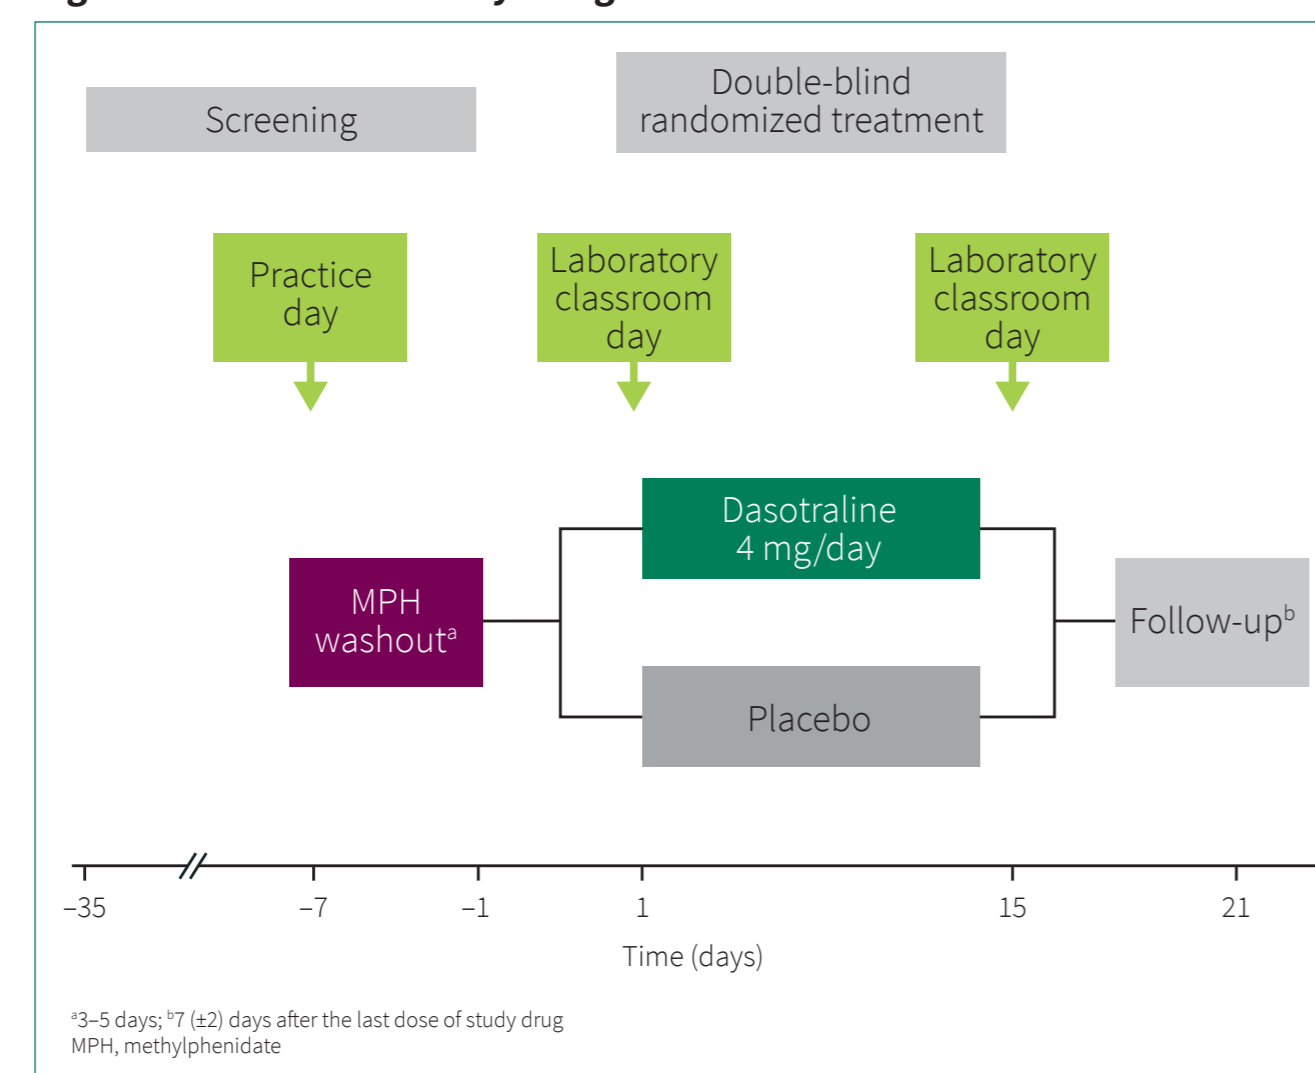 Screening
Double-blind
randomized treatment
Practice
day
Laboratory
classroom
day
Laboratory
classroom
day
Dasotraline
4 mg/day
MPH
washoutᵃ
Follow-upᵇ
Placebo
–35
–7
–1
1
15
21
Time (days)
ᵃ3–5 days; ᵇ7 (±2) days after the last dose of study drug
MPH, methylphenidate